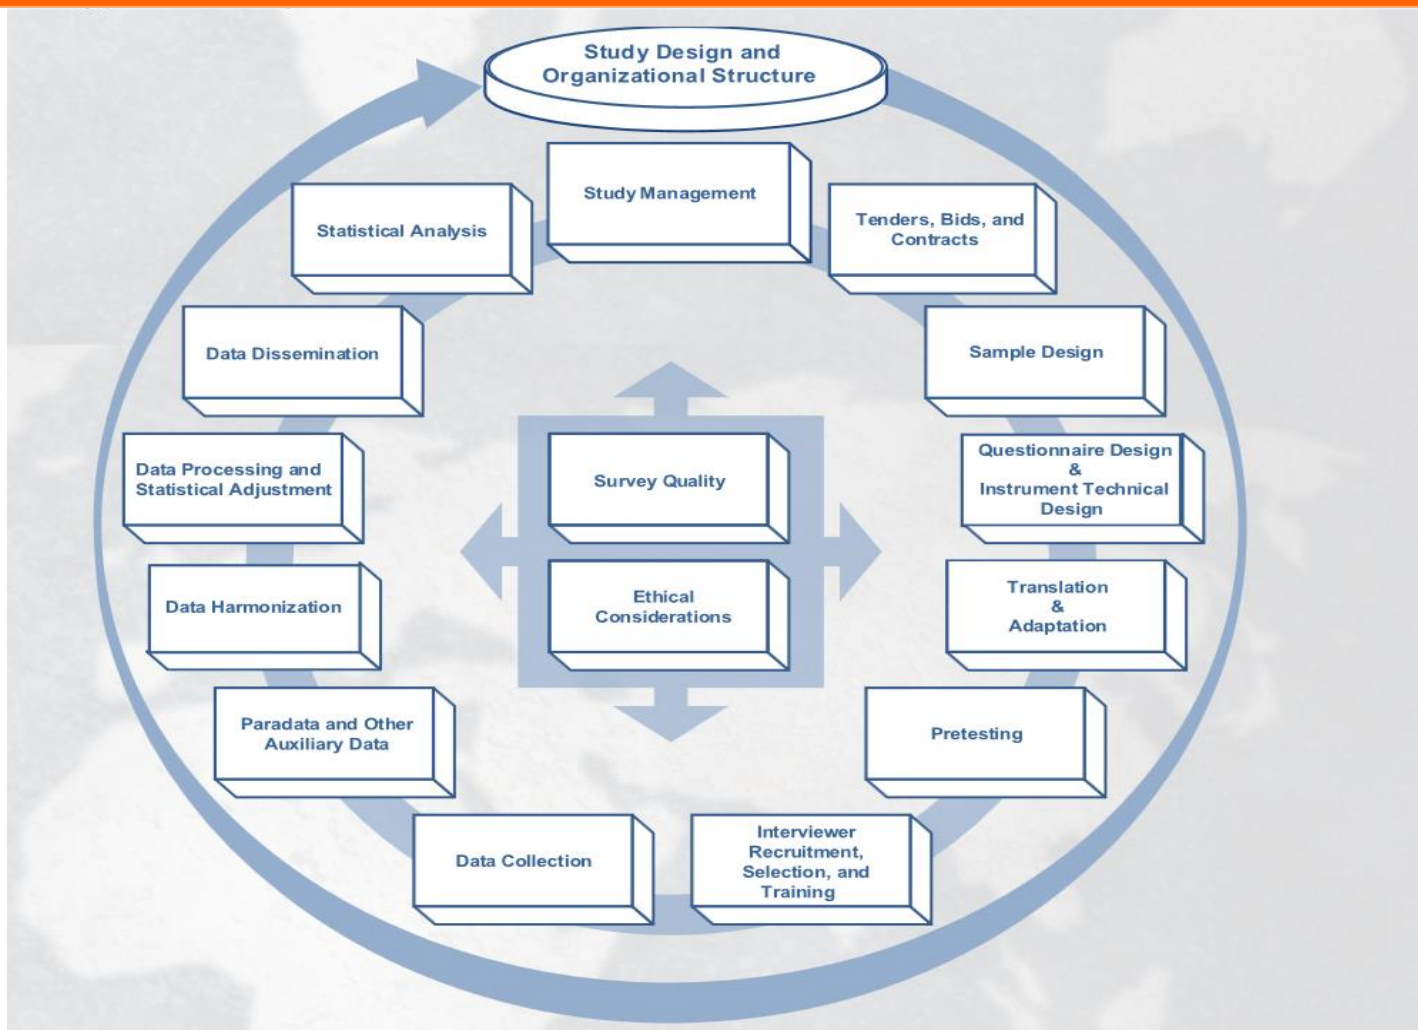 Study Design and
Organizational Structure
Study Management
Tenders, Bids, and
Contracts
Sample Design
Questionnaire Design
&
Instrument Technical
Design
Translation
&
Adaptation
Pretesting
Interviewer
Recruitment,
Selection, and
Training
Data Collection
Paradata and Other
Auxiliary Data
Data Harmonization
Data Processing and
Statistical Adjustment
Data Dissemination
Statistical Analysis
Survey Quality
Ethical
Considerations